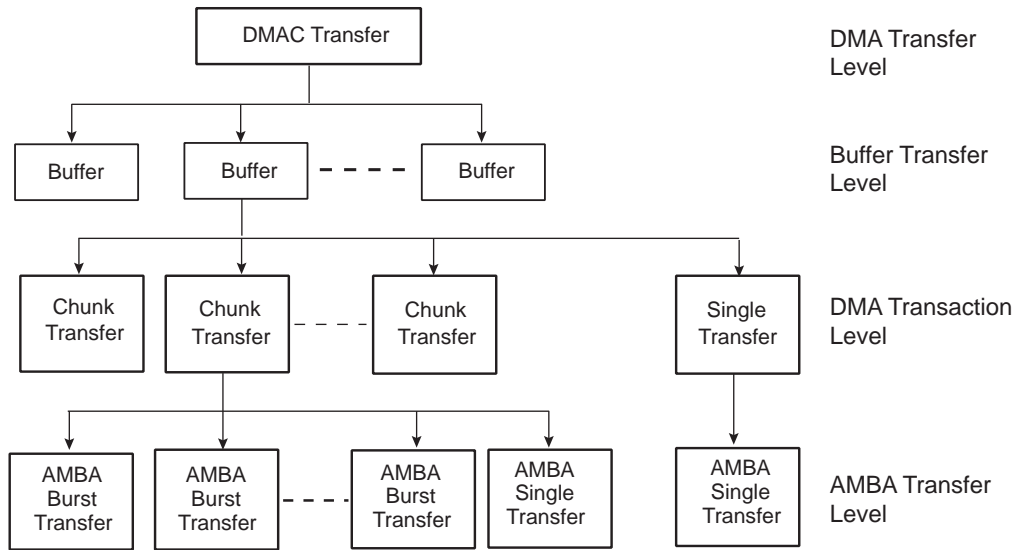 DMAC Transfer
DMA Transfer
Level
Buffer
Buffer
Buffer
Buffer Transfer
Level
Chunk
Transfer
Chunk
Transfer
Chunk
Transfer
Single
Transfer
DMA Transaction
Level
AMBA
Burst
Transfer
AMBA
Burst
Transfer
AMBA
Burst
Transfer
AMBA
Single
Transfer
AMBA
Single
Transfer
AMBA Transfer
Level